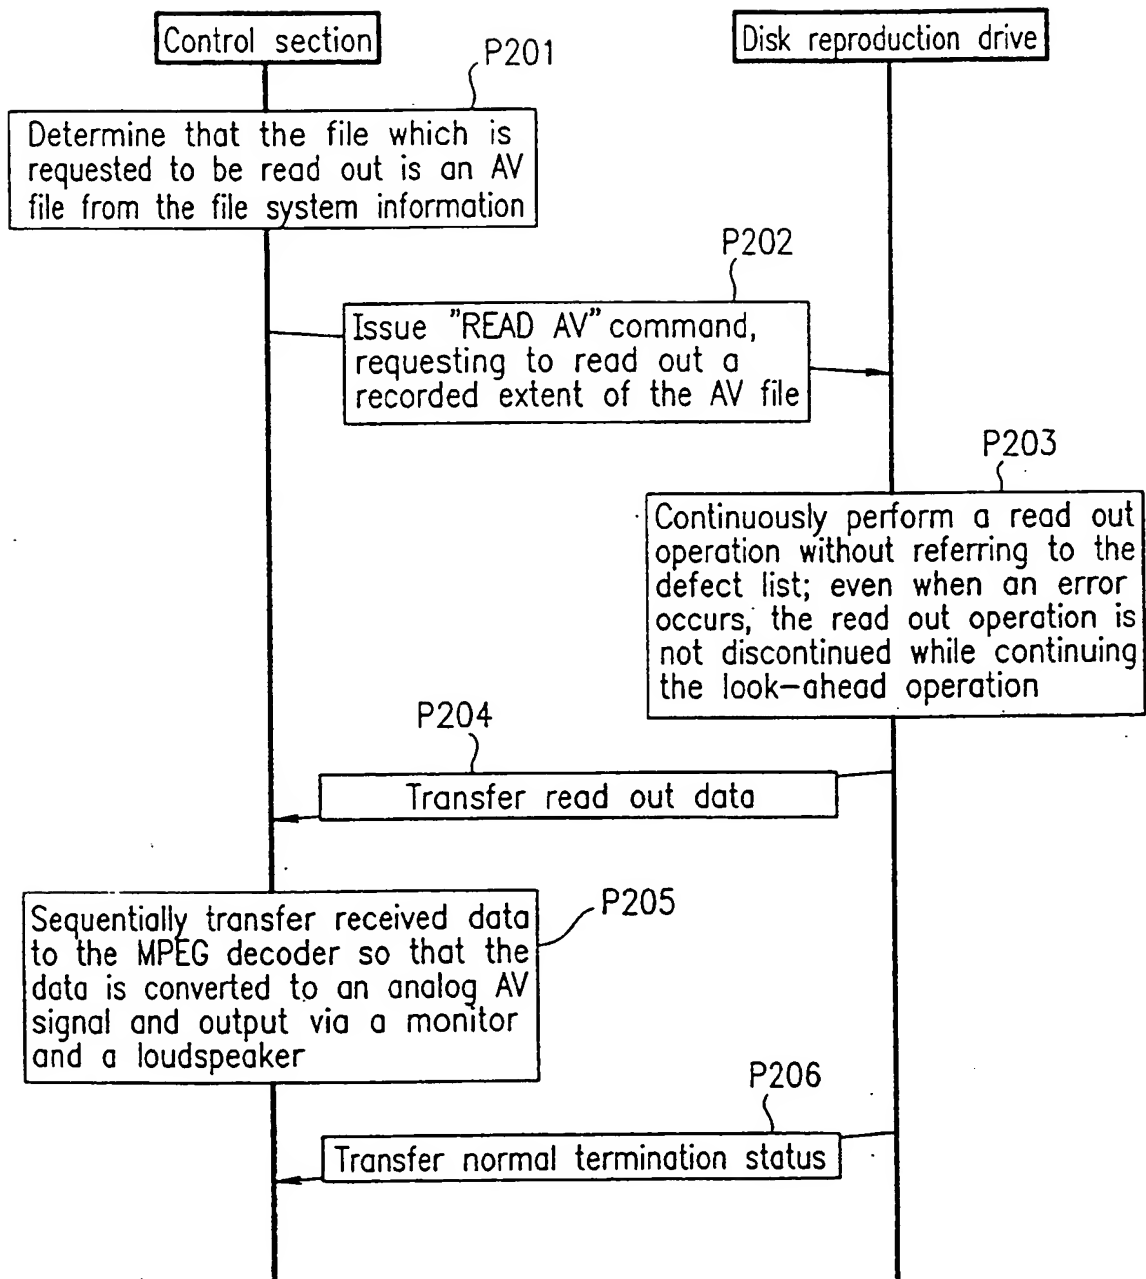 Control section
Disk reproduction drive
P201
Determine that the file which is
requested to be read out is an AV
file from the file system information
P202
Issue "READ AV" command,
requesting to read out a
recorded extent of the AV file
P203
Continuously perform a read out
operation without referring to the
defect list; even when an error
occurs, the read out operation is
not discontinued while continuing
the look-ahead operation
P204
Transfer read out data
P205
Sequentially transfer received data
to the MPEG decoder so that the
data is converted to an analog AV
signal and output via a monitor
and a loudspeaker
P206
Transfer normal termination status